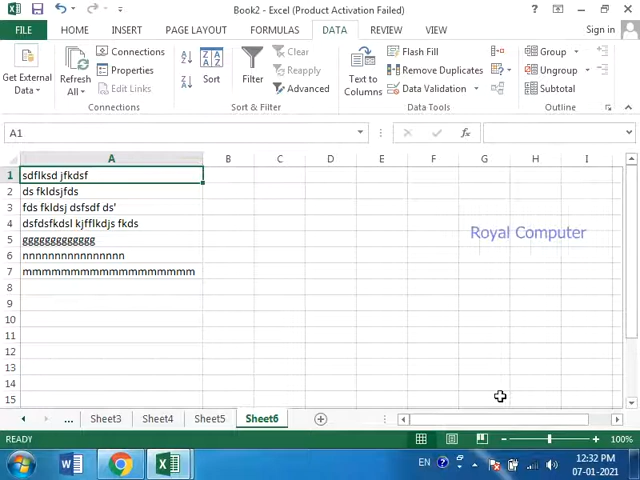 Book2 - Excel (Product Activation Failed)
FILE HOME INSERT PAGE LAYOUT FORMULAS DATA REVIEW VIEW Sign in
Get External Data
Refresh All
Connections
Properties
Edit Links
Connections
Sort
Filter
Clear
Reapply
Advanced
Sort & Filter
Text to Columns
Flash Fill
Remove Duplicates
Data Validation
Data Tools
Group
Ungroup
Subtotal
Outline
A1
A B C D E F G H I
1 sdflksd jfkdsf
2 ds fkldsjfds
3 fds fkldsj dsfsdf ds'
4 dsfdsfkdsl kjfflkdjs fkds
5 ggggggggggggg
6 nnnnnnnnnnnnnnnn
7 mmmmmmmmmmmmmmmmmm
8
9
10
11
12
13
14
15
Royal Computer
... Sheet3 Sheet4 Sheet5 Sheet6
READY 100%
EN 12:32 PM
07-01-2021